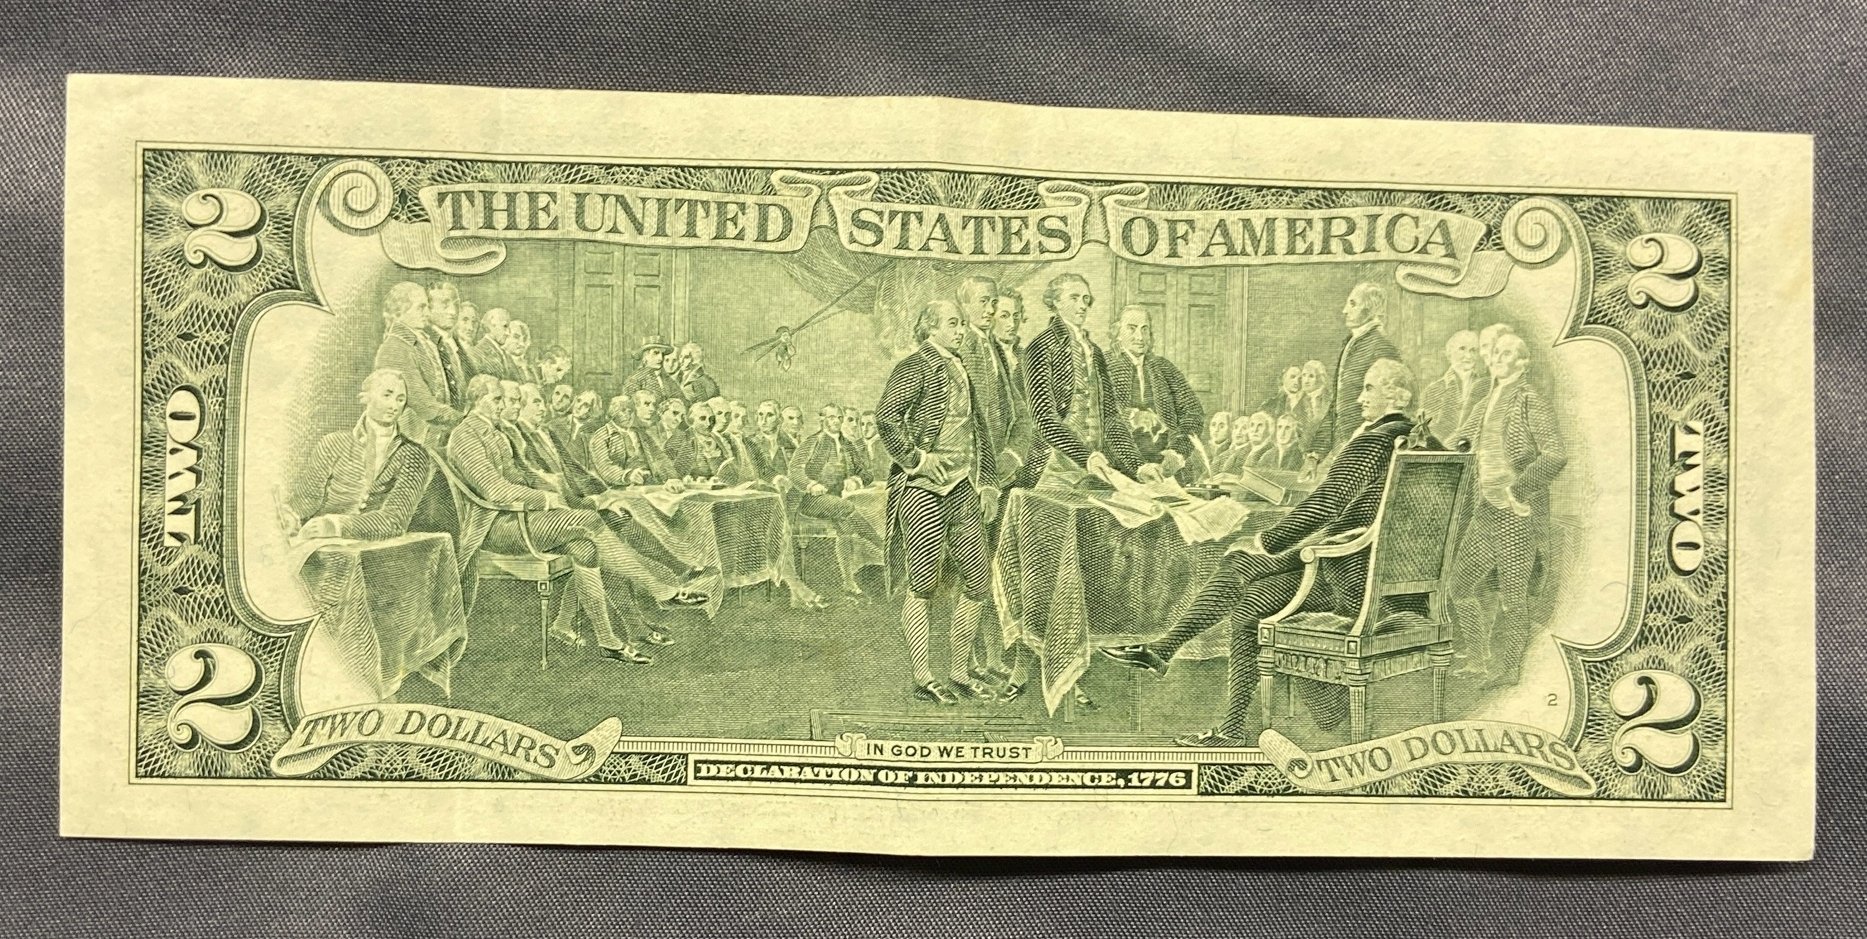 THE UNITED STATES OF AMERICA
2
2
TWO
TWO
2
2
2
TWO DOLLARS
IN GOD WE TRUST
TWO DOLLARS
DECLARATION OF INDEPENDENCE, 1776